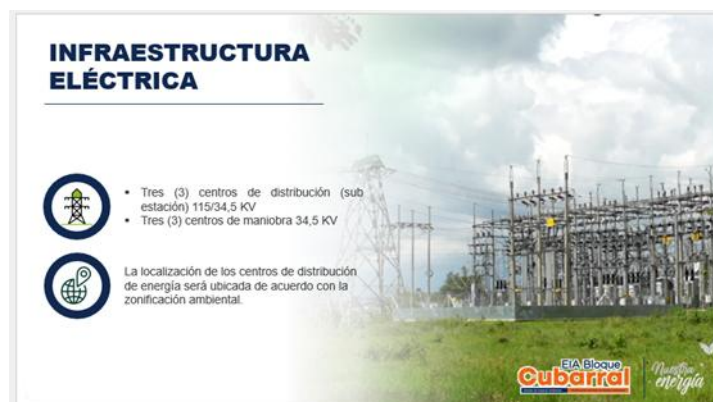 INFRAESTRUCTURA
ELÉCTRICA
▪ Tres (3) centros de distribución (sub
estación) 115/34,5 KV
▪ Tres (3) centros de maniobra 34,5 KV
La localización de los centros de distribución
de energía será ubicada de acuerdo con la
zonificación ambiental.
EIA Bloque
Cubarral
Nuestra
energía